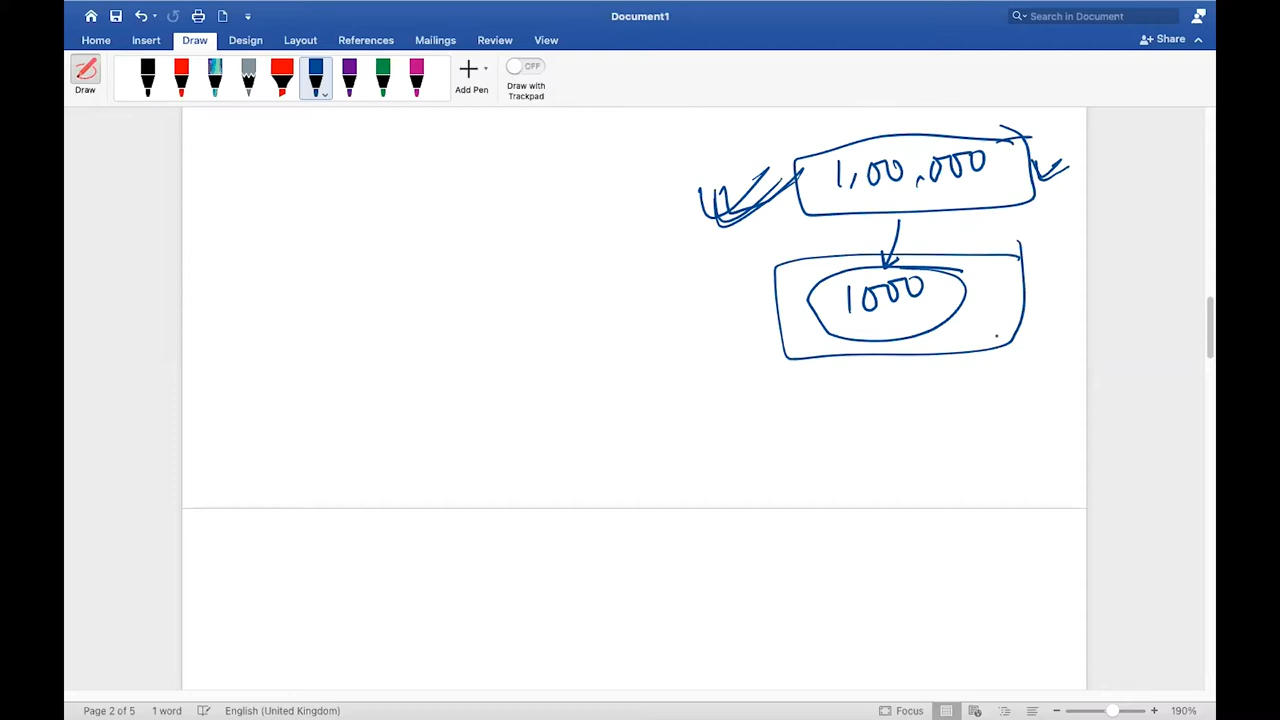 Document1
Search in Document
Home Insert Draw Design Layout References Mailings Review View
Share
OFF
Draw
Add Pen
Draw with
Trackpad
1,00,000
1000
Page 2 of 5 1 word English (United Kingdom) Focus 190%